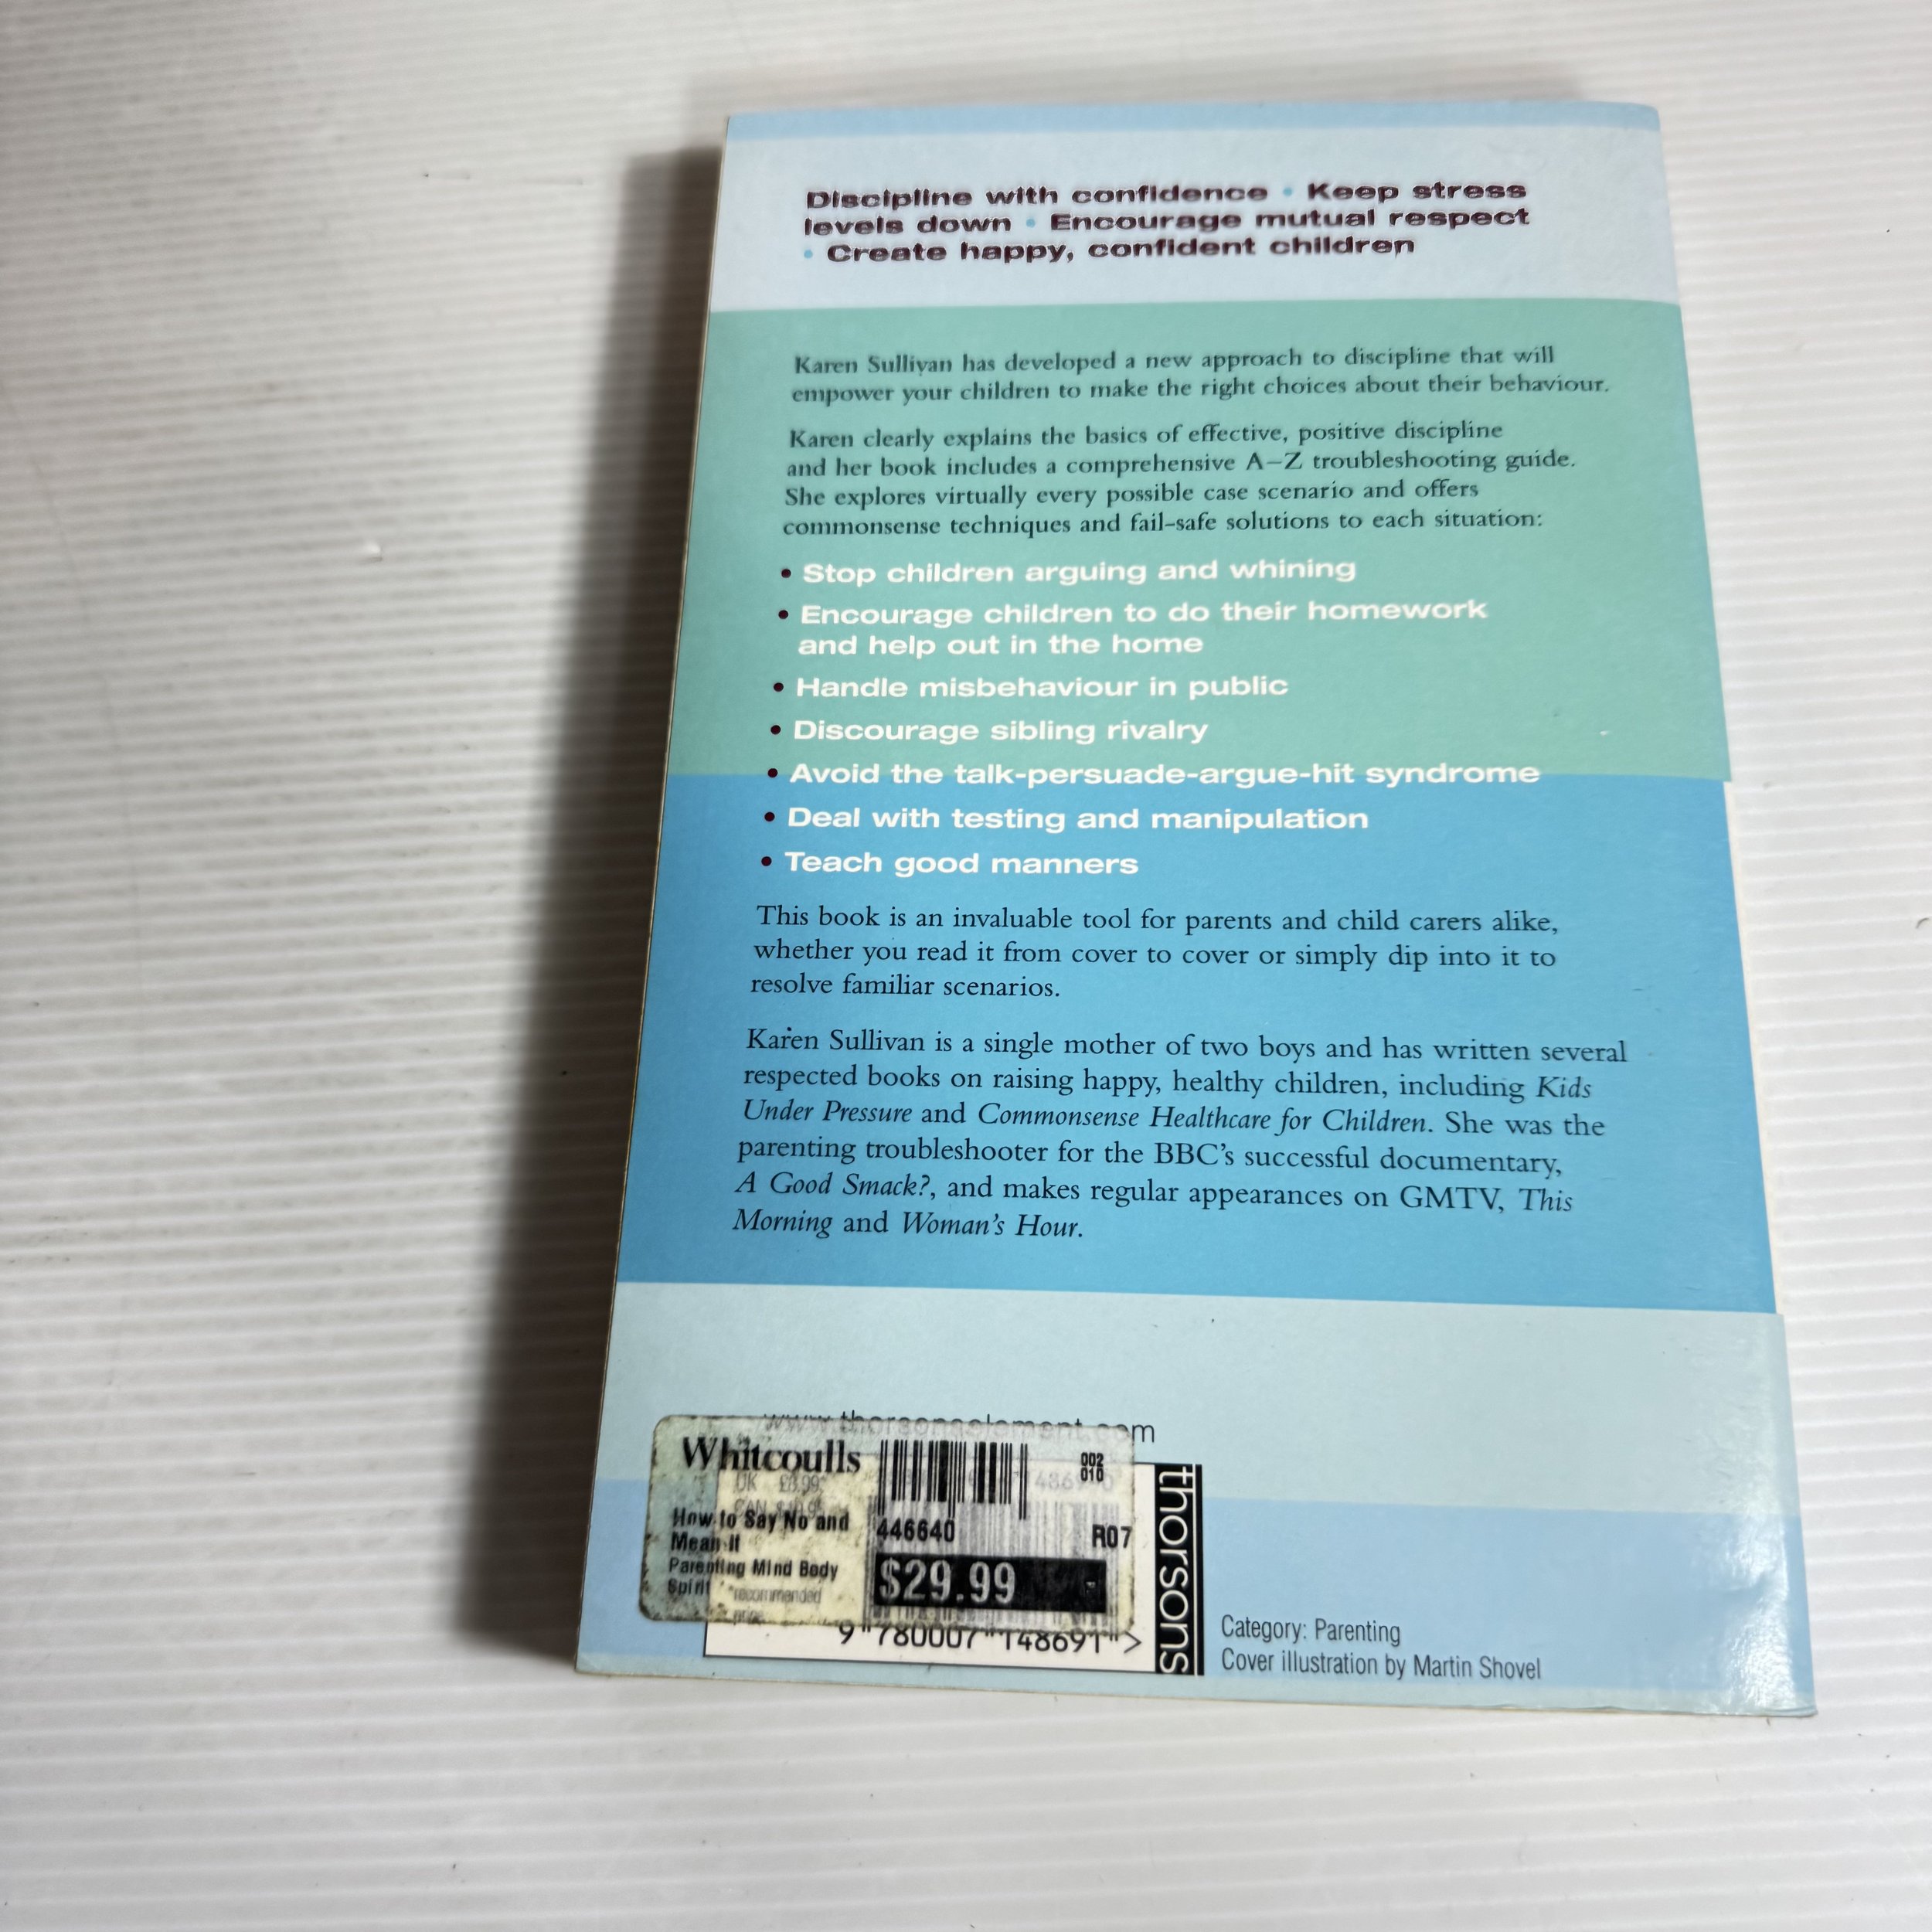 Discipline with confidence • Keep stress
levels down • Encourage mutual respect
• Create happy, confident children
Karen Sullivan has developed a new approach to discipline that will
empower your children to make the right choices about their behaviour.
Karen clearly explains the basics of effective, positive discipline
and her book includes a comprehensive A–Z troubleshooting guide.
She explores virtually every possible case scenario and offers
commonsense techniques and fail-safe solutions to each situation:
• Stop children arguing and whining
• Encourage children to do their homework
and help out in the home
• Handle misbehaviour in public
• Discourage sibling rivalry
• Avoid the talk-persuade-argue-hit syndrome
• Deal with testing and manipulation
• Teach good manners
This book is an invaluable tool for parents and child carers alike,
whether you read it from cover to cover or simply dip into it to
resolve familiar scenarios.
Karen Sullivan is a single mother of two boys and has written several
respected books on raising happy, healthy children, including Kids
Under Pressure and Commonsense Healthcare for Children. She was the
parenting troubleshooter for the BBC's successful documentary,
A Good Smack?, and makes regular appearances on GMTV, This
Morning and Woman's Hour.
www.thorsonselement.com
Whitcoulls
002
010
UK £8.99*
How to Say No and
Mean It
Parenting Mind Body
Spirit
446640
R07
$29.99
*recommended
price
9 780007 148691 >
thorsons
Category: Parenting
Cover illustration by Martin Shovel